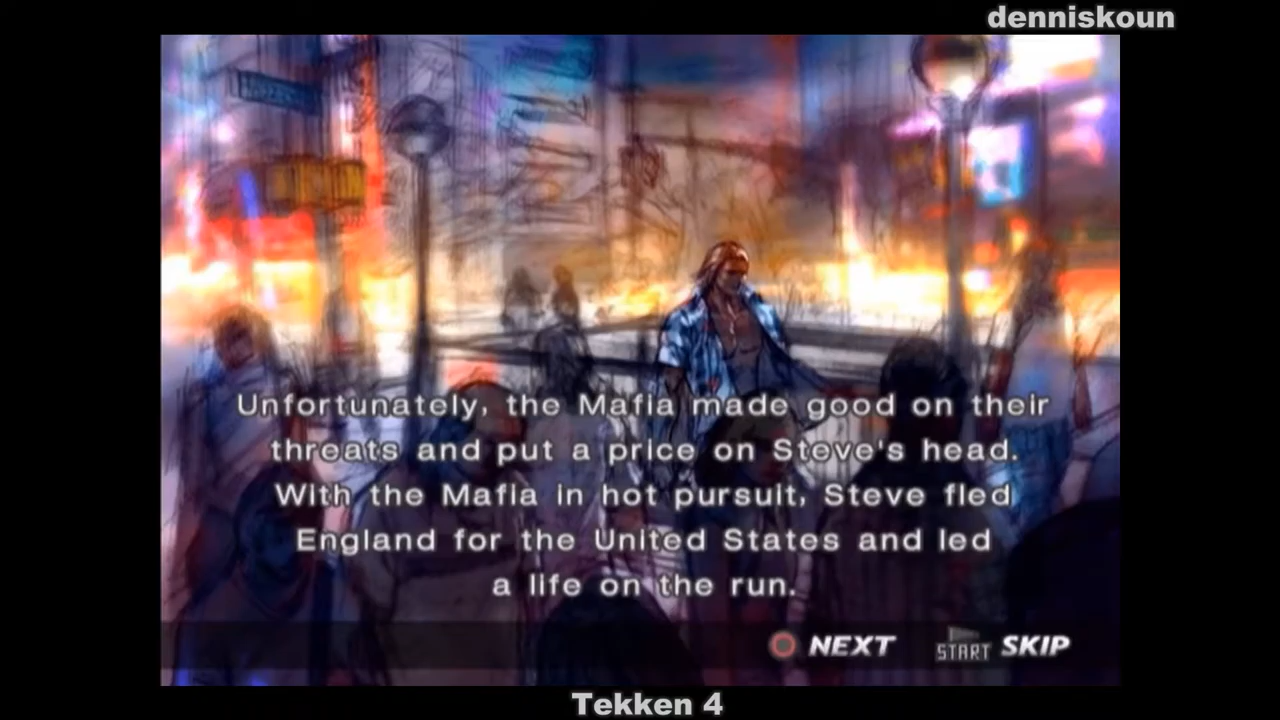 denniskoun
Unfortunately, the Mafia made good on their
threats and put a price on Steve's head.
With the Mafia in hot pursuit, Steve fled
England for the United States and led
a life on the run.
NEXT START SKIP
Tekken 4